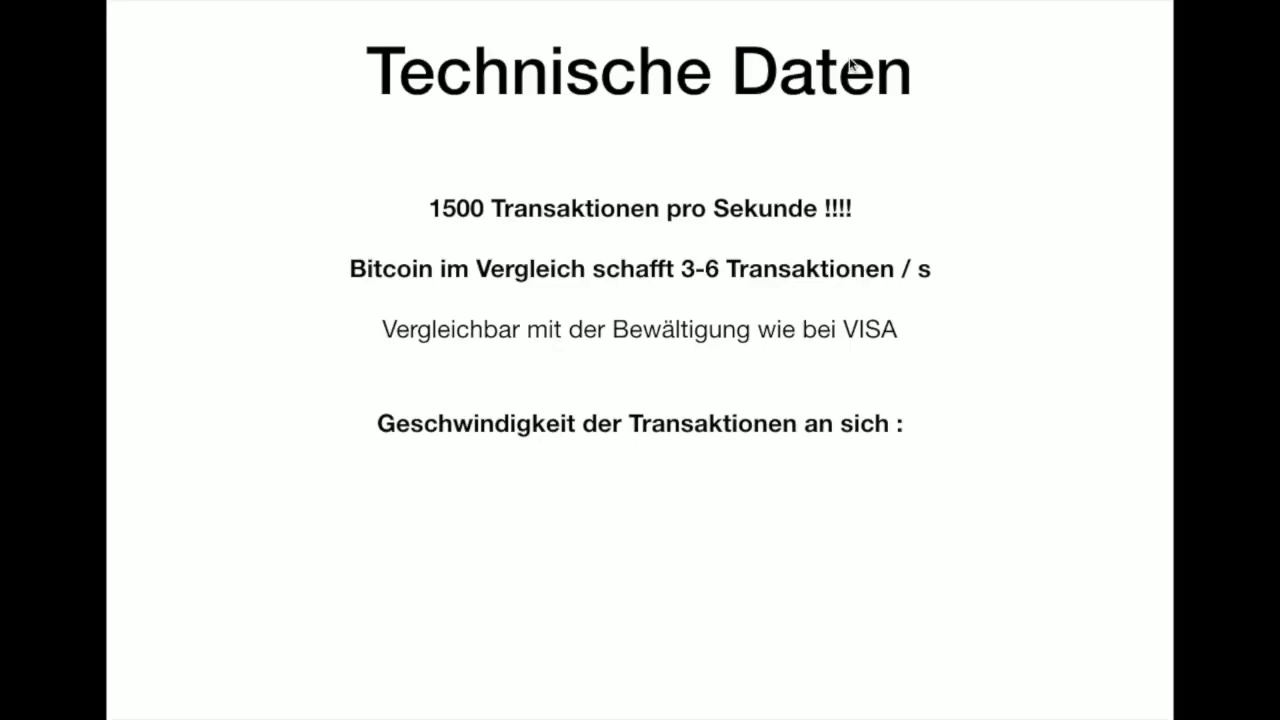 Technische Daten
1500 Transaktionen pro Sekunde !!!!
Bitcoin im Vergleich schafft 3-6 Transaktionen / s
Vergleichbar mit der Bewältigung wie bei VISA
Geschwindigkeit der Transaktionen an sich :